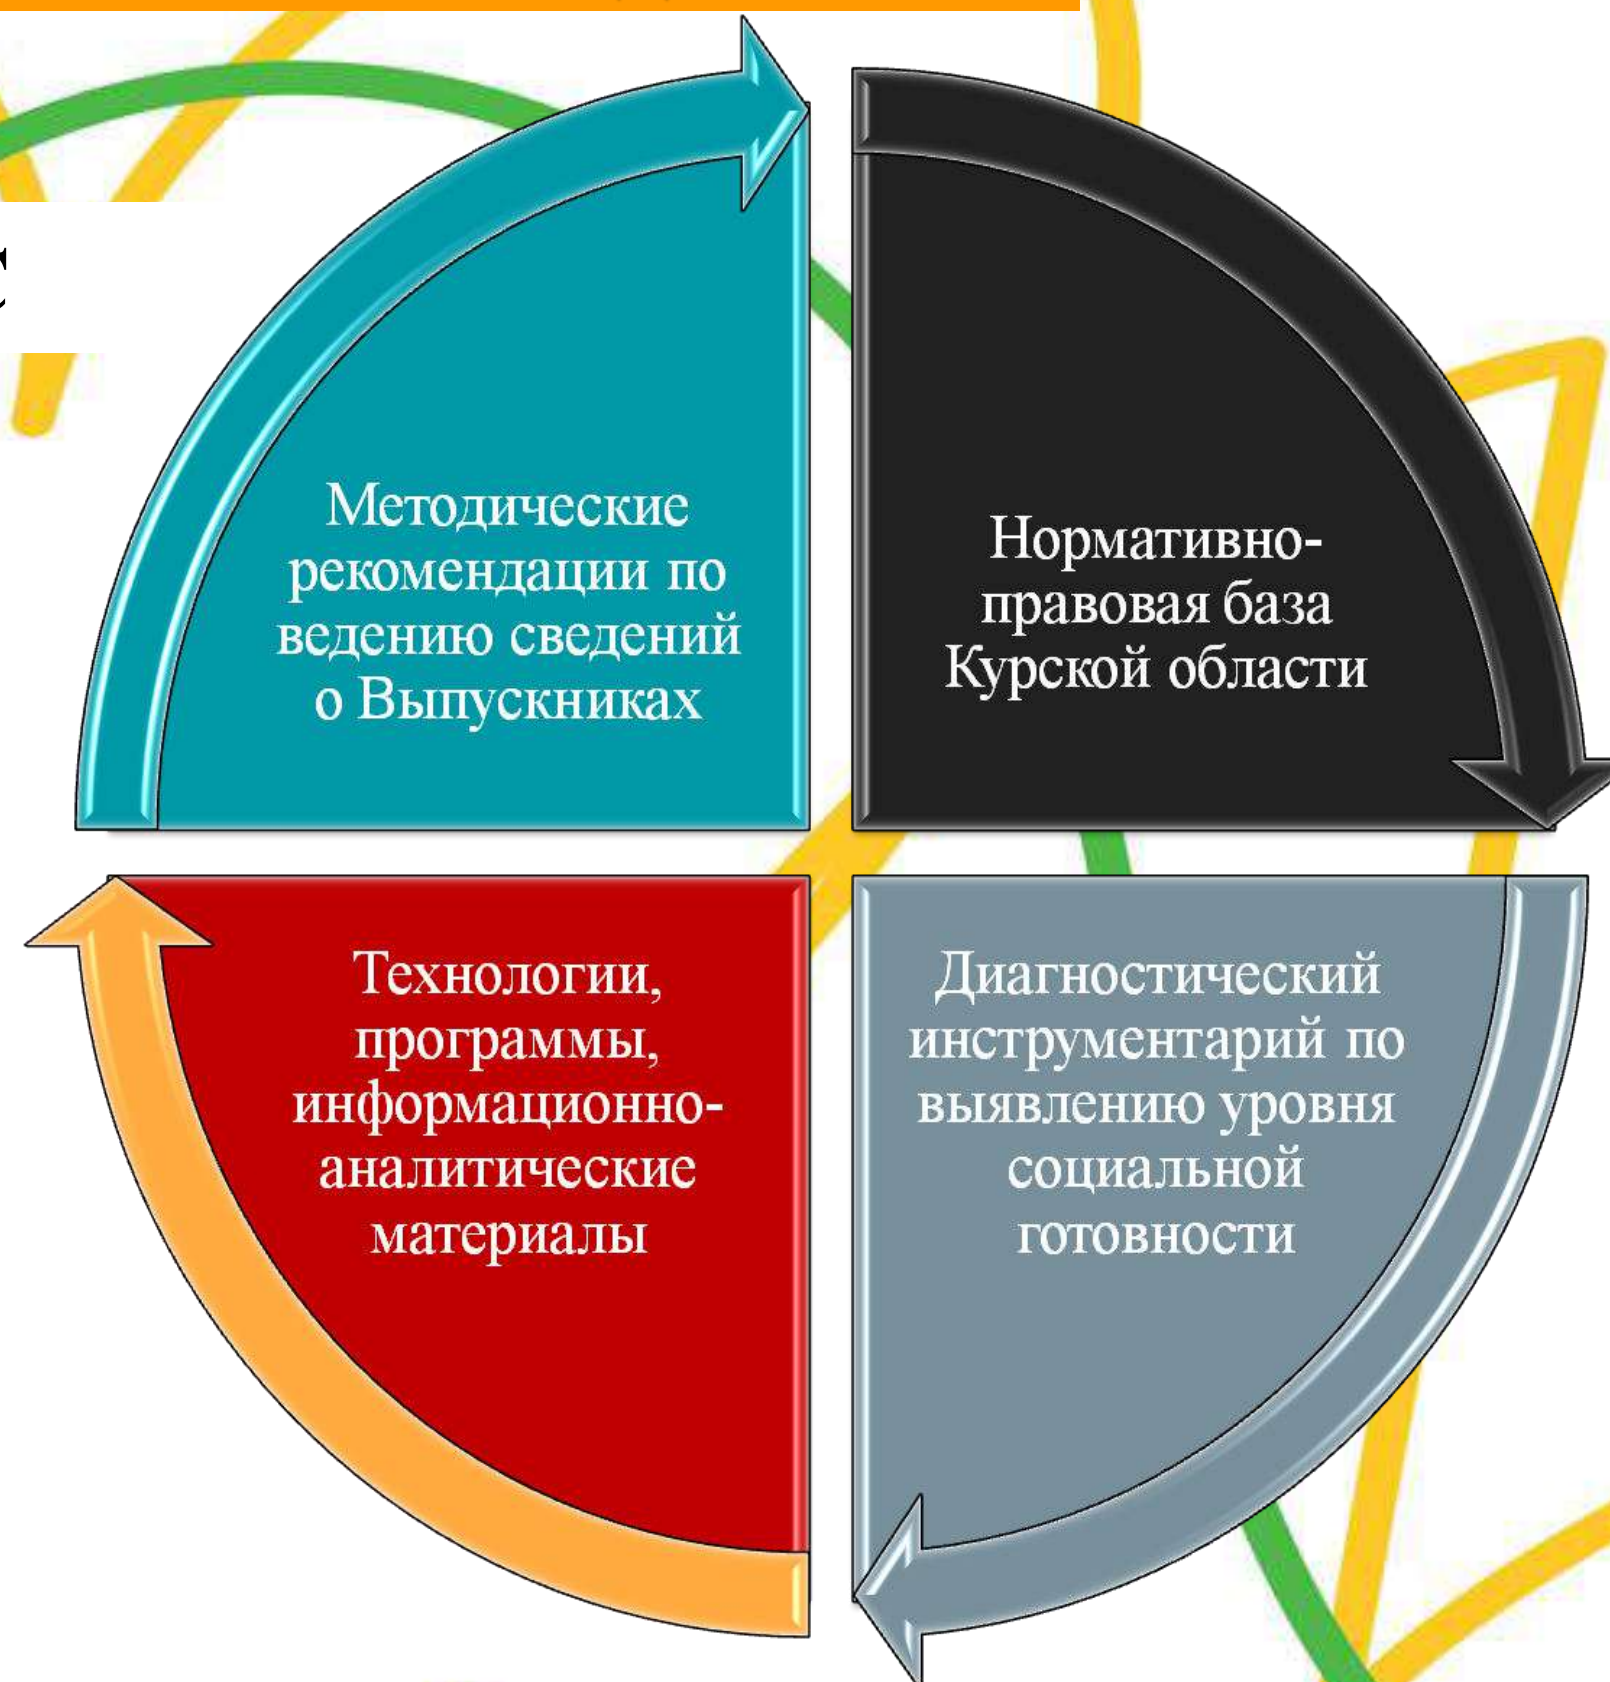 Методические
рекомендации по
ведению сведений
о Выпускниках
Нормативно-
правовая база
Курской области
Технологии,
программы,
информационно-
аналитические
материалы
Диагностический
инструментарий по
выявлению уровня
социальной
готовности